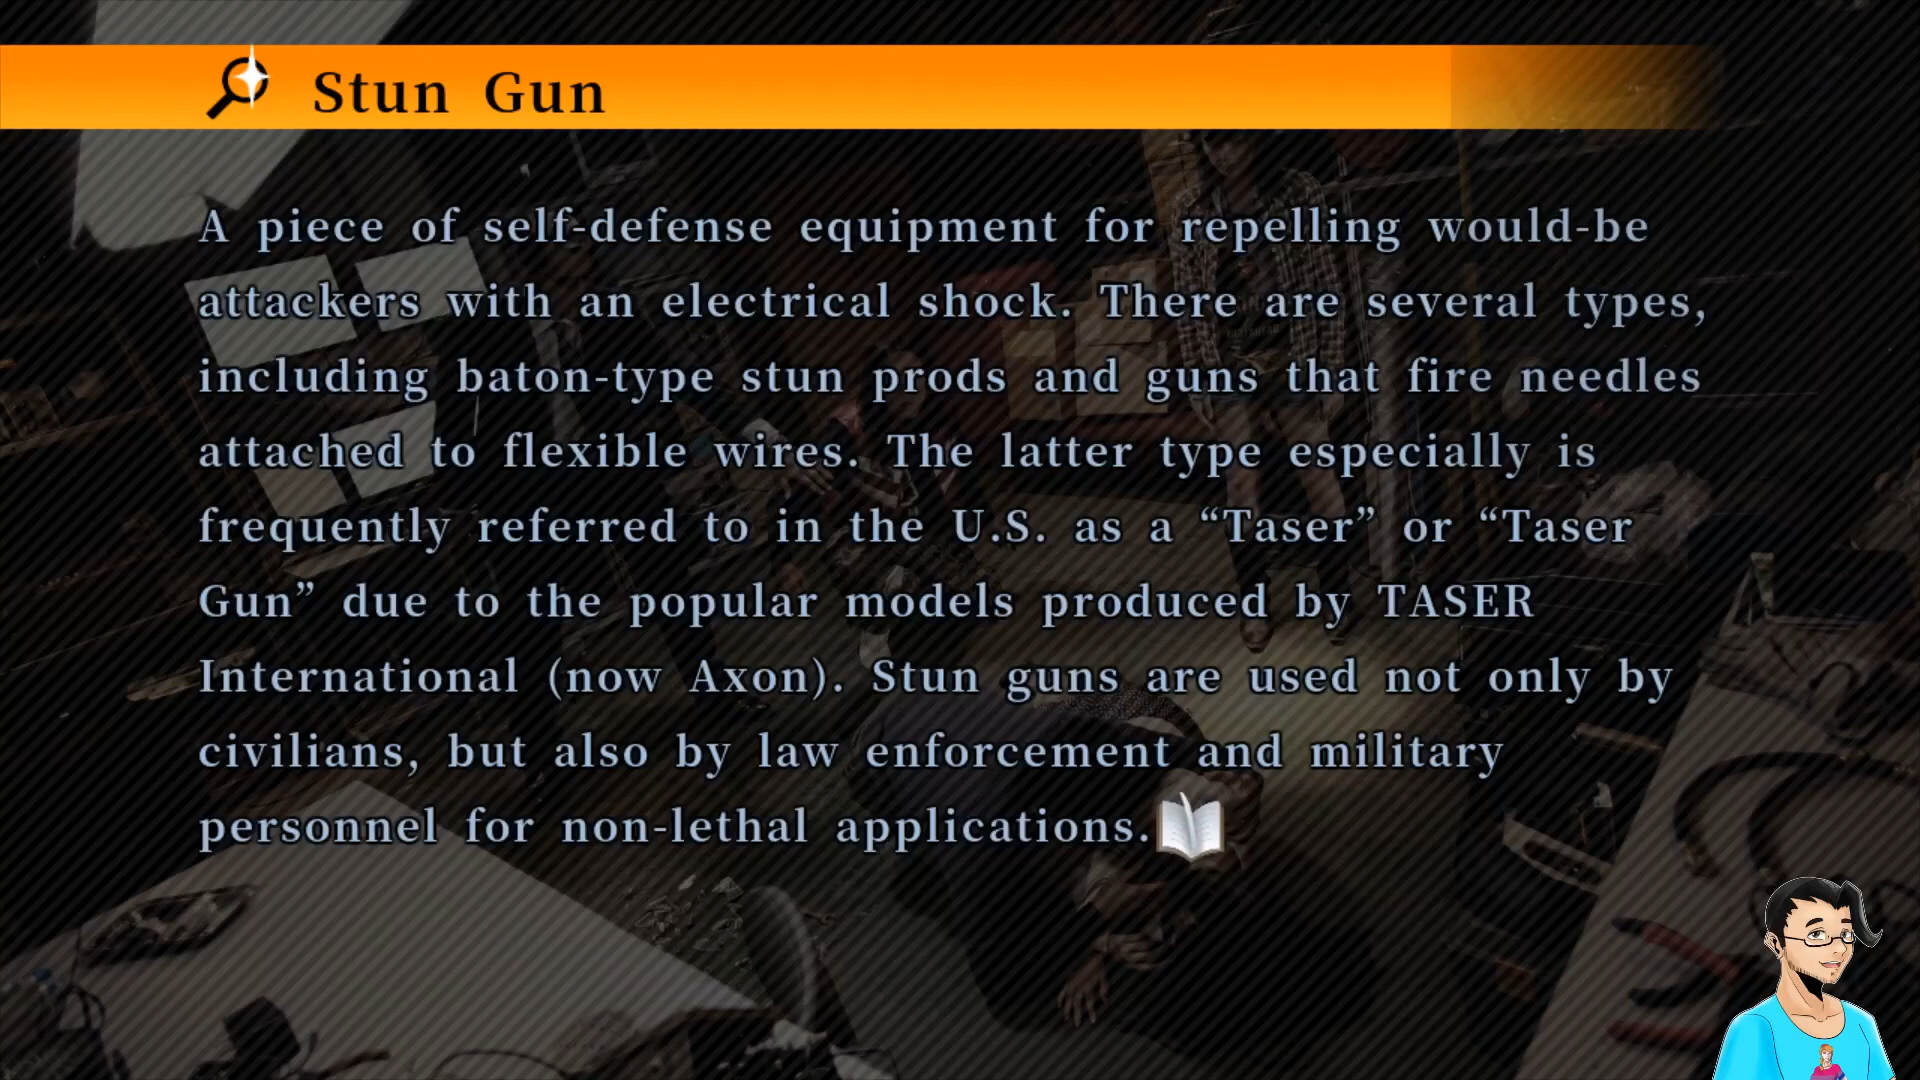 Stun Gun
A piece of self-defense equipment for repelling would-be
attackers with an electrical shock. There are several types,
including baton-type stun prods and guns that fire needles
attached to flexible wires. The latter type especially is
frequently referred to in the U.S. as a “Taser” or “Taser
Gun” due to the popular models produced by TASER
International (now Axon). Stun guns are used not only by
civilians, but also by law enforcement and military
personnel for non-lethal applications.